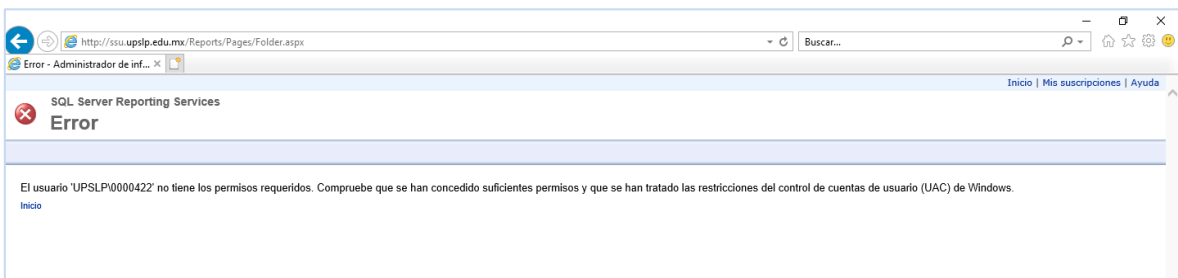 http://ssu.upslp.edu.mx/Reports/Pages/Folder.aspx
Buscar...
Error - Administrador de inf...
Inicio | Mis suscripciones | Ayuda
SQL Server Reporting Services
Error
El usuario 'UPSLP\0000422' no tiene los permisos requeridos. Compruebe que se han concedido suficientes permisos y que se han tratado las restricciones del control de cuentas de usuario (UAC) de Windows.
Inicio